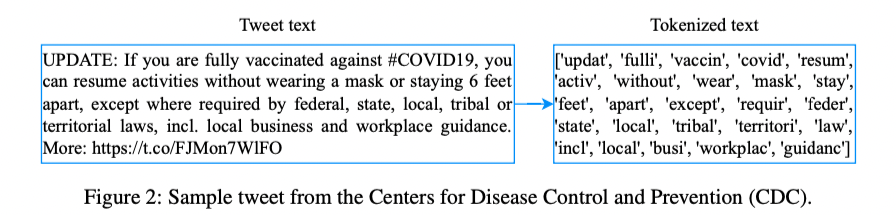 Tweet text
UPDATE: If you are fully vaccinated against #COVID19, you
can resume activities without wearing a mask or staying 6 feet
apart, except where required by federal, state, local, tribal or
territorial laws, incl. local business and workplace guidance.
More: https://t.co/FJMon7WlFO
Tokenized text
['updat', 'fulli', 'vaccin', 'covid', 'resum',
'activ', 'without', 'wear', 'mask', 'stay',
'feet', 'apart', 'except', 'requir', 'feder',
'state', 'local', 'tribal', 'territori', 'law',
'incl', 'local', 'busi', 'workplac', 'guidanc']
Figure 2: Sample tweet from the Centers for Disease Control and Prevention (CDC).